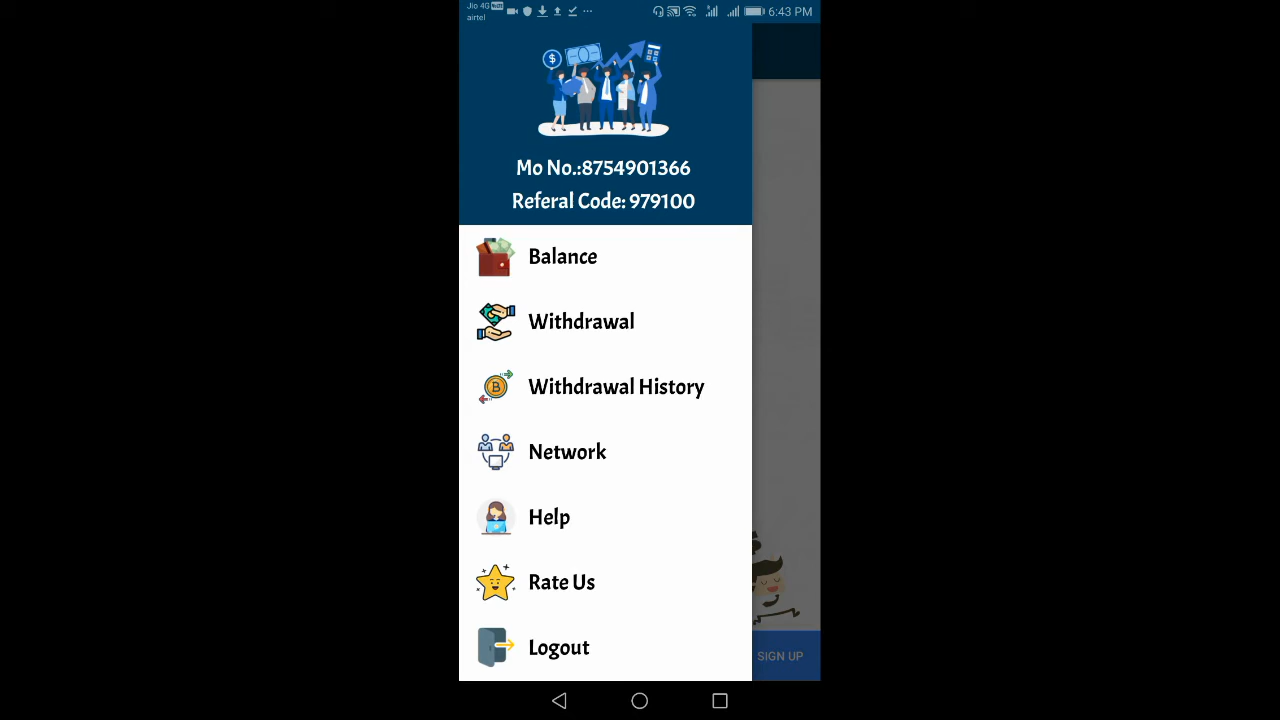 Jio 4G VoLTE
airtel
6:43 PM
Mo No.:8754901366
Referal Code: 979100
Balance
Withdrawal
Withdrawal History
Network
Help
Rate Us
Logout
SIGN UP